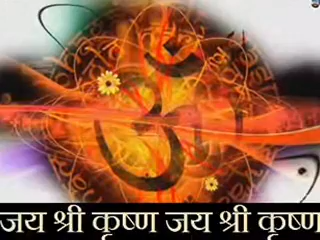 ॐ
जय श्री कृष्ण जय श्री कृष्ण